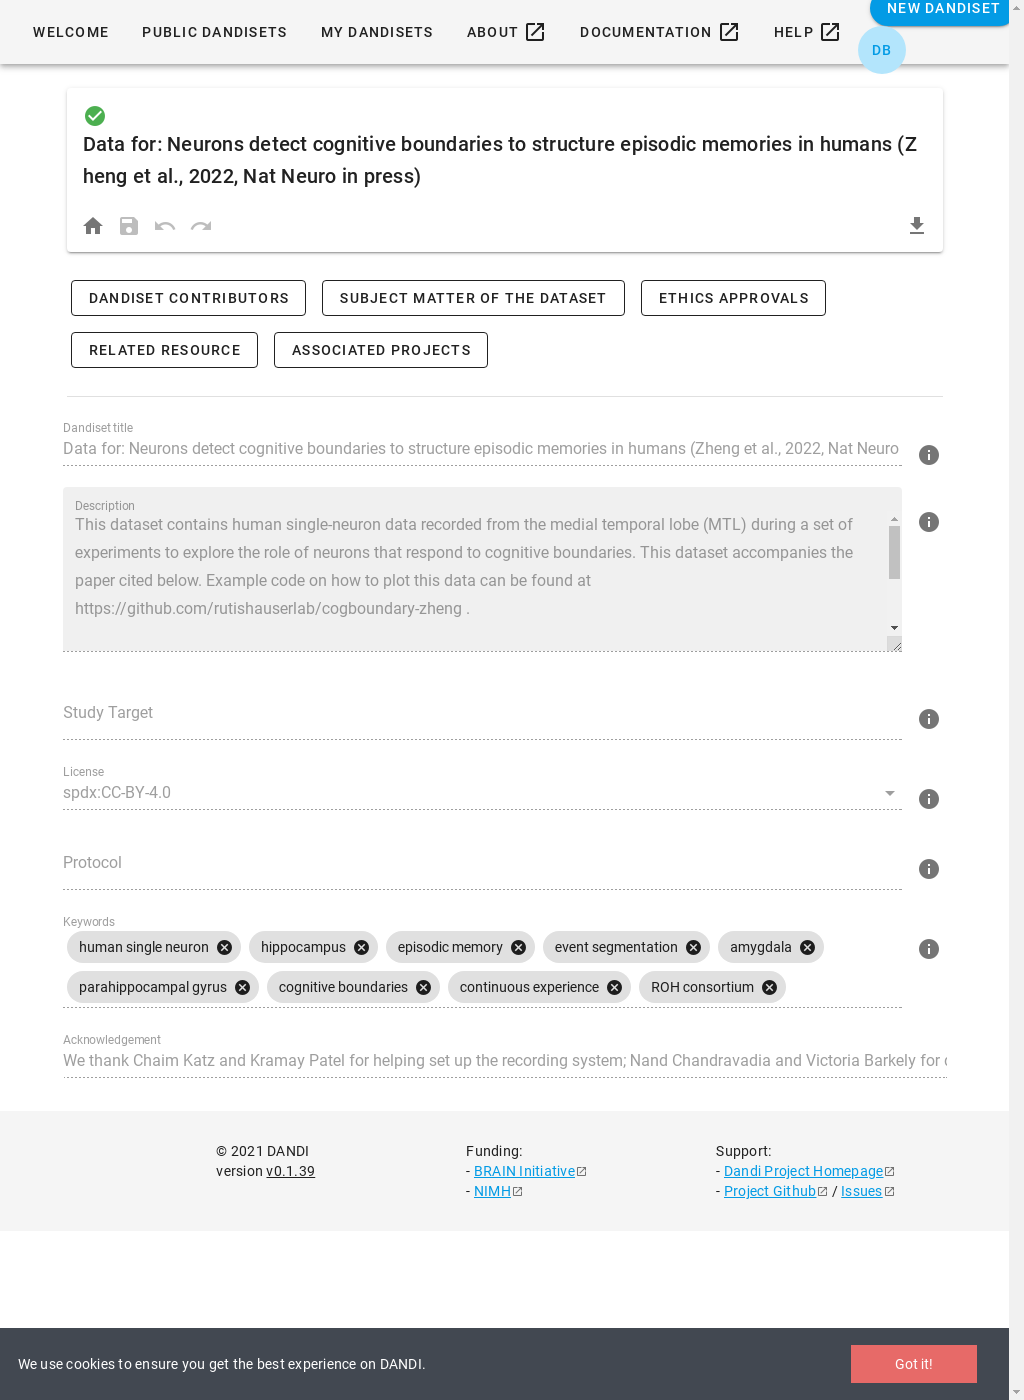 WELCOME PUBLIC DANDISETS MY DANDISETS ABOUT DOCUMENTATION HELP NEW DANDISET
DB
Data for: Neurons detect cognitive boundaries to structure episodic memories in humans (Z
heng et al., 2022, Nat Neuro in press)
DANDISET CONTRIBUTORS SUBJECT MATTER OF THE DATASET ETHICS APPROVALS
RELATED RESOURCE ASSOCIATED PROJECTS
Dandiset title
Data for: Neurons detect cognitive boundaries to structure episodic memories in humans (Zheng et al., 2022, Nat Neuro
Description
This dataset contains human single-neuron data recorded from the medial temporal lobe (MTL) during a set of
experiments to explore the role of neurons that respond to cognitive boundaries. This dataset accompanies the
paper cited below. Example code on how to plot this data can be found at
https://github.com/rutishauserlab/cogboundary-zheng .
Study Target
License
spdx:CC-BY-4.0
Protocol
Keywords
human single neuron hippocampus episodic memory event segmentation amygdala
parahippocampal gyrus cognitive boundaries continuous experience ROH consortium
Acknowledgement
We thank Chaim Katz and Kramay Patel for helping set up the recording system; Nand Chandravadia and Victoria Barkely for
© 2021 DANDI Funding: Support:
version v0.1.39 - BRAIN Initiative - Dandi Project Homepage
- NIMH - Project Github / Issues
We use cookies to ensure you get the best experience on DANDI. Got it!